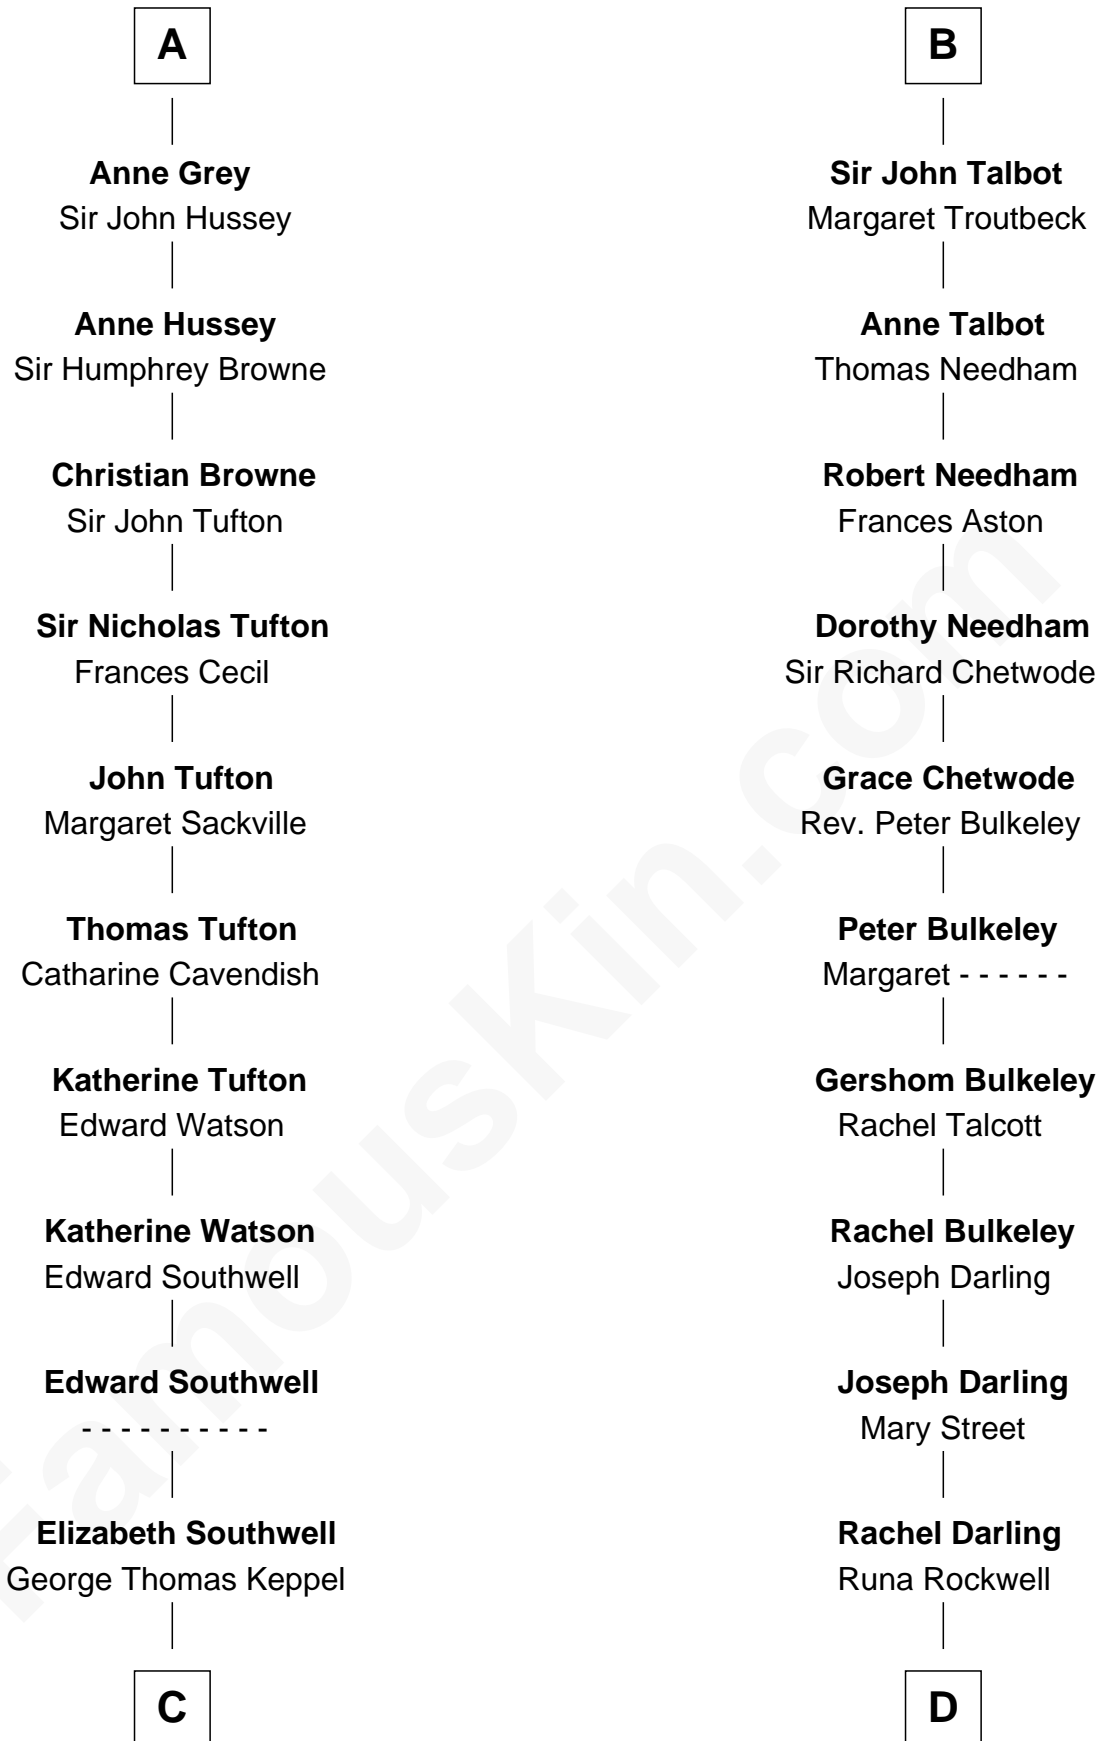 A
Anne Grey
Sir John Hussey
Anne Hussey
Sir Humphrey Browne
Christian Browne
Sir John Tufton
Sir Nicholas Tufton
Frances Cecil
John Tufton
Margaret Sackville
Thomas Tufton
Catharine Cavendish
Katherine Tufton
Edward Watson
Katherine Watson
Edward Southwell
Edward Southwell
- - - - - - - - - -
Elizabeth Southwell
George Thomas Keppel
C
B
Sir John Talbot
Margaret Troutbeck
Anne Talbot
Thomas Needham
Robert Needham
Frances Aston
Dorothy Needham
Sir Richard Chetwode
Grace Chetwode
Rev. Peter Bulkeley
Peter Bulkeley
Margaret - - - - - -
Gershom Bulkeley
Rachel Talcott
Rachel Bulkeley
Joseph Darling
Joseph Darling
Mary Street
Rachel Darling
Runa Rockwell
D
FamousKin.com